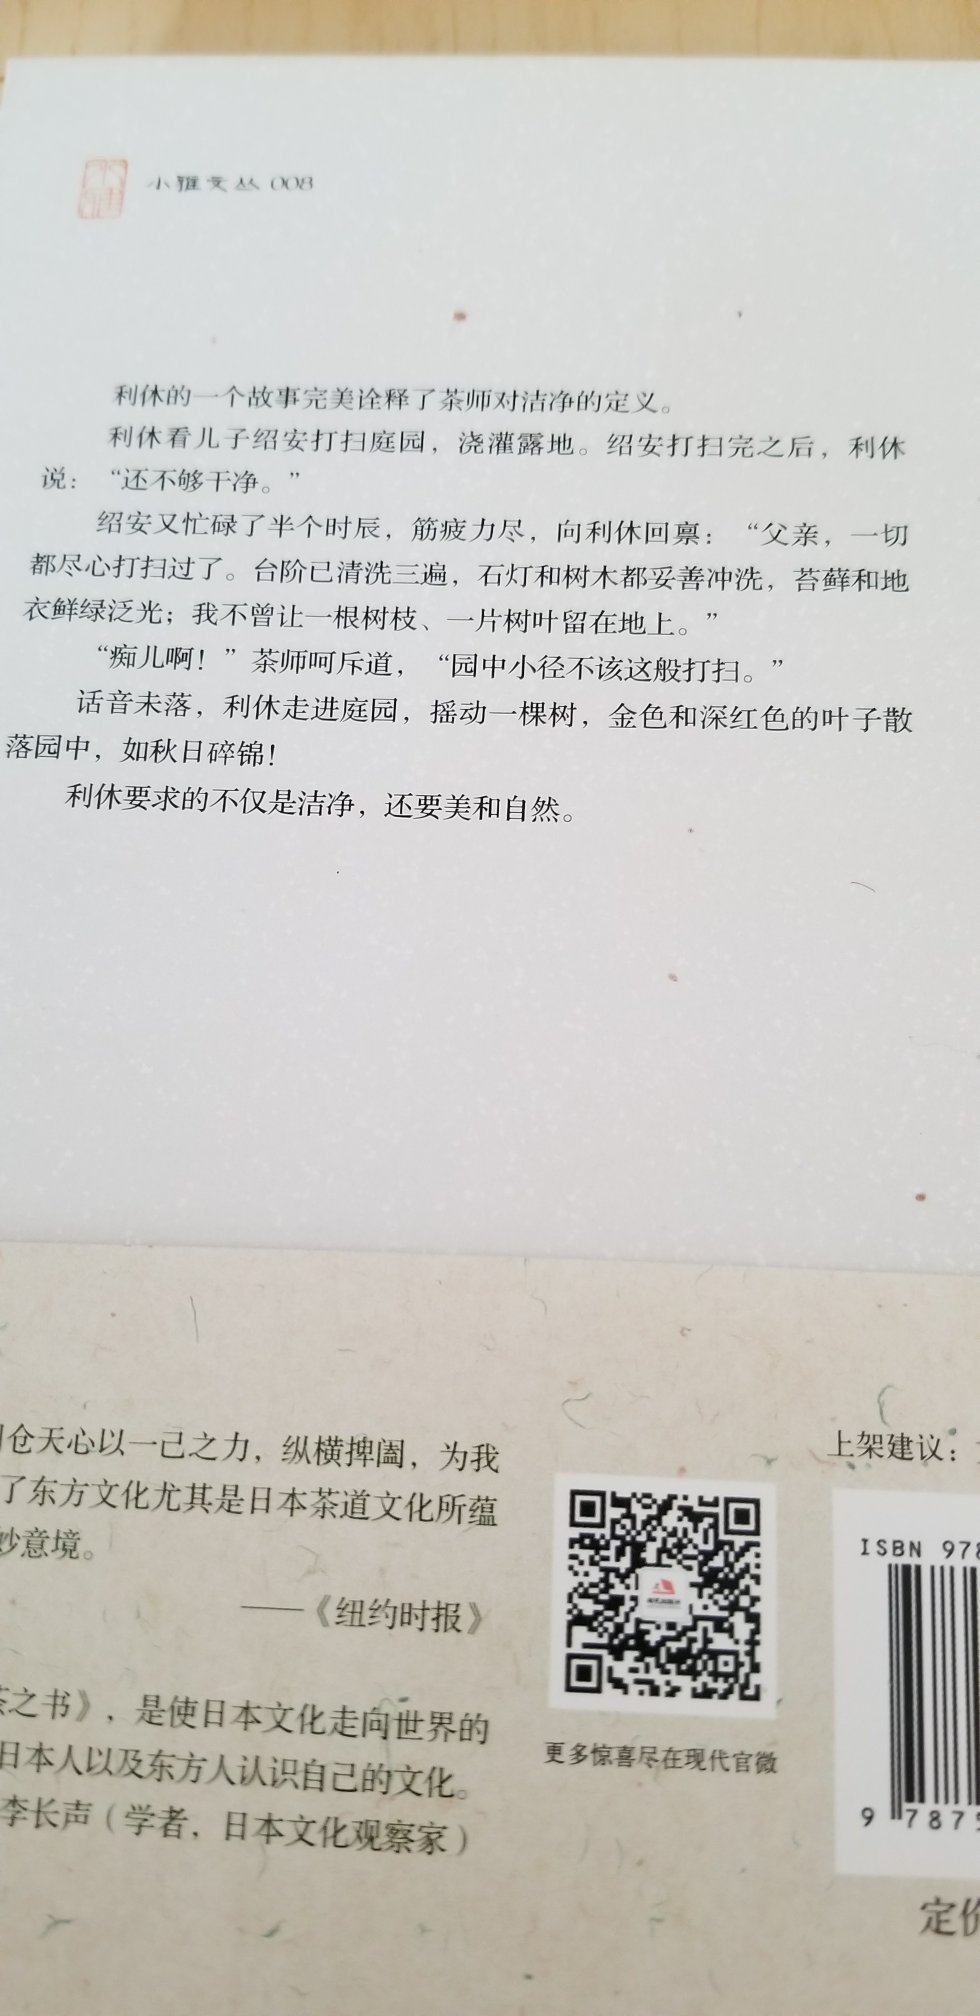 小雅文丛 008
利休的一个故事完美诠释了茶师对洁净的定义。
利休看儿子绍安打扫庭园，浇灌露地。绍安打扫完之后，利休
说：“还不够干净。”
绍安又忙碌了半个时辰，筋疲力尽，向利休回禀：“父亲，一切
都尽心打扫过了。台阶已清洗三遍，石灯和树木都妥善冲洗，苔藓和地
衣鲜绿泛光；我不曾让一根树枝、一片树叶留在地上。”
“痴儿啊！”茶师呵斥道，“园中小径不该这般打扫。”
话音未落，利休走进庭园，摇动一棵树，金色和深红色的叶子散
落园中，如秋日碎锦！
利休要求的不仅是洁净，还要美和自然。
仓天心以一己之力，纵横捭阖，为我
了东方文化尤其是日本茶道文化所蕴
妙意境。
——《纽约时报》
之书》，是使日本文化走向世界的
日本人以及东方人认识自己的文化。
李长声（学者，日本文化观察家）
更多惊喜尽在现代官微
上架建议：
ISBN 978
9 7875
定价